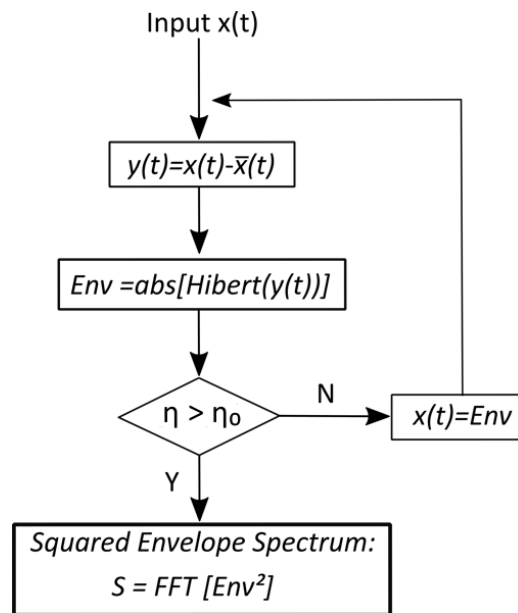 Input x(t)
y(t)=x(t)-x̅(t)
Env =abs[Hibert(y(t))]
η > η₀
N
x(t)=Env
Y
Squared Envelope Spectrum:
S = FFT [Env²]